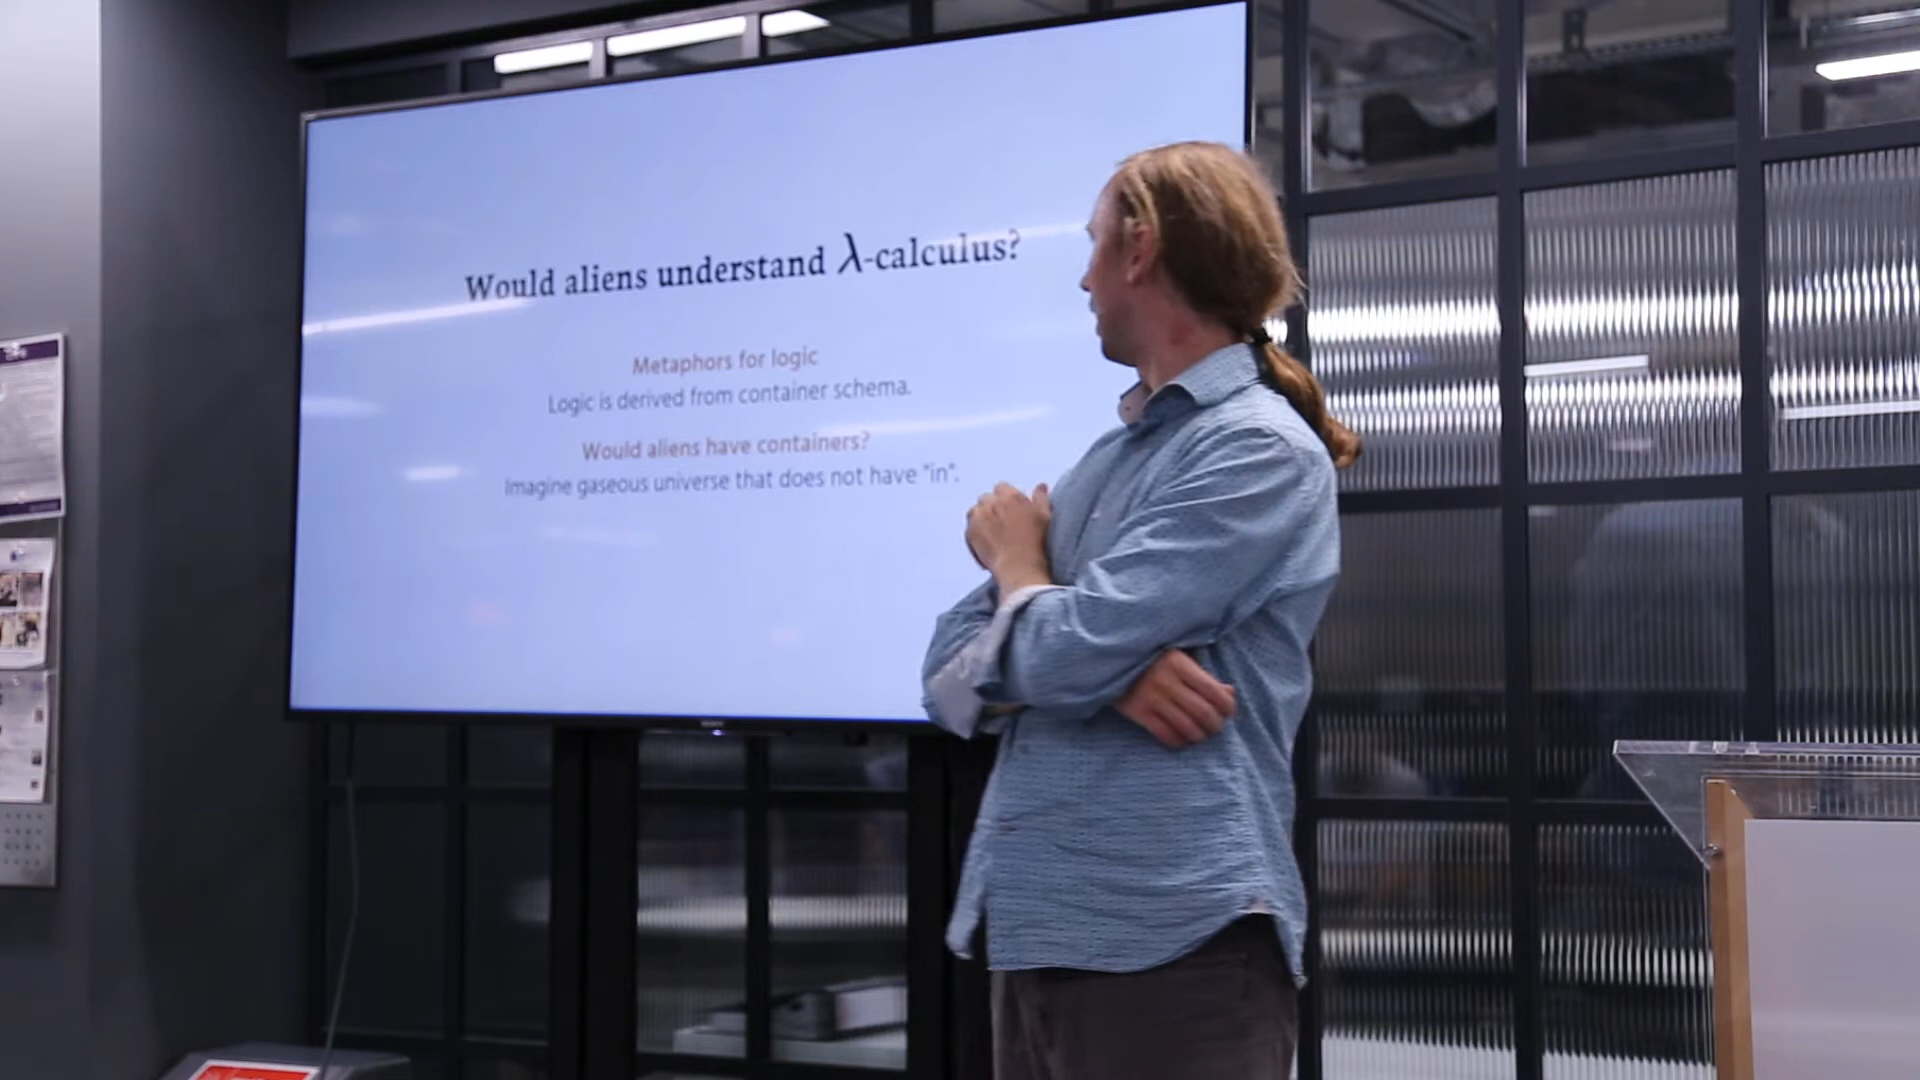 Would aliens understand λ-calculus?
Metaphors for logic
Logic is derived from container schema.
Would aliens have containers?
Imagine gaseous universe that does not have "in".